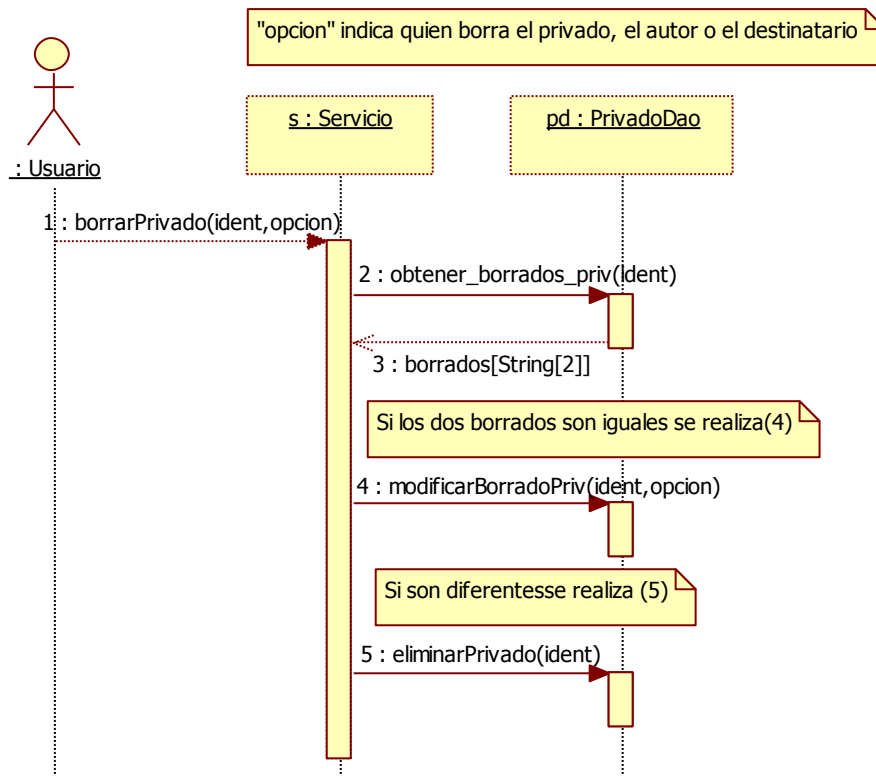 "opcion" indica quien borra el privado, el autor o el destinatario
s : Servicio
pd : PrivadoDao
: Usuario
1 : borrarPrivado(ident,opcion)
2 : obtener_borrados_priv(ident)
3 : borrados[String[2]]
Si los dos borrados son iguales se realiza(4)
4 : modificarBorradoPriv(ident,opcion)
Si son diferentesse realiza (5)
5 : eliminarPrivado(ident)